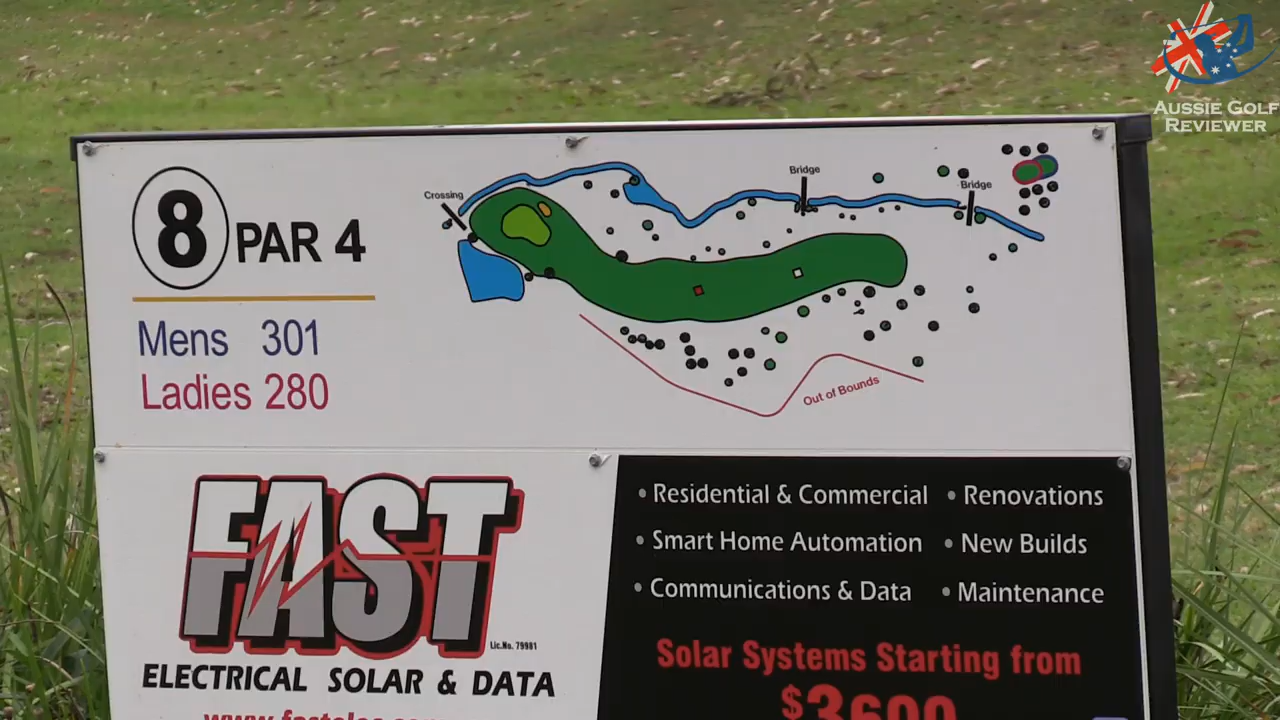 AUSSIE GOLF
REVIEWER
8 PAR 4
Mens 301
Ladies 280
Crossing
Bridge
Bridge
Out of Bounds
FAST
Lic.No. 79981
ELECTRICAL SOLAR & DATA
• Residential & Commercial
• Renovations
• Smart Home Automation
• New Builds
• Communications & Data
• Maintenance
Solar Systems Starting from